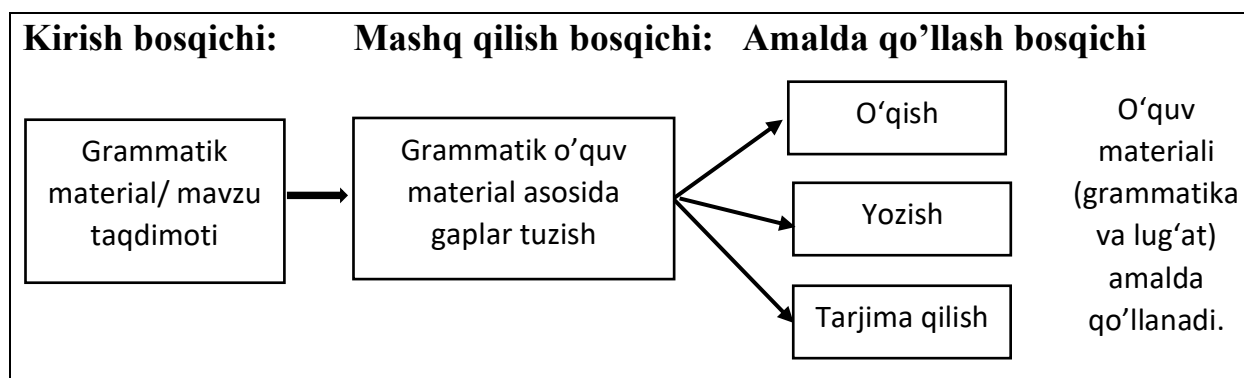 Kirish bosqichi:
Mashq qilish bosqichi:
Amalda qo’llash bosqichi
Grammatik
material/ mavzu
taqdimoti
Grammatik o’quv
material asosida
gaplar tuzish
O‘qish
Yozish
Tarjima qilish
O‘quv
materiali
(grammatika
va lug‘at)
amalda
qo’llanadi.